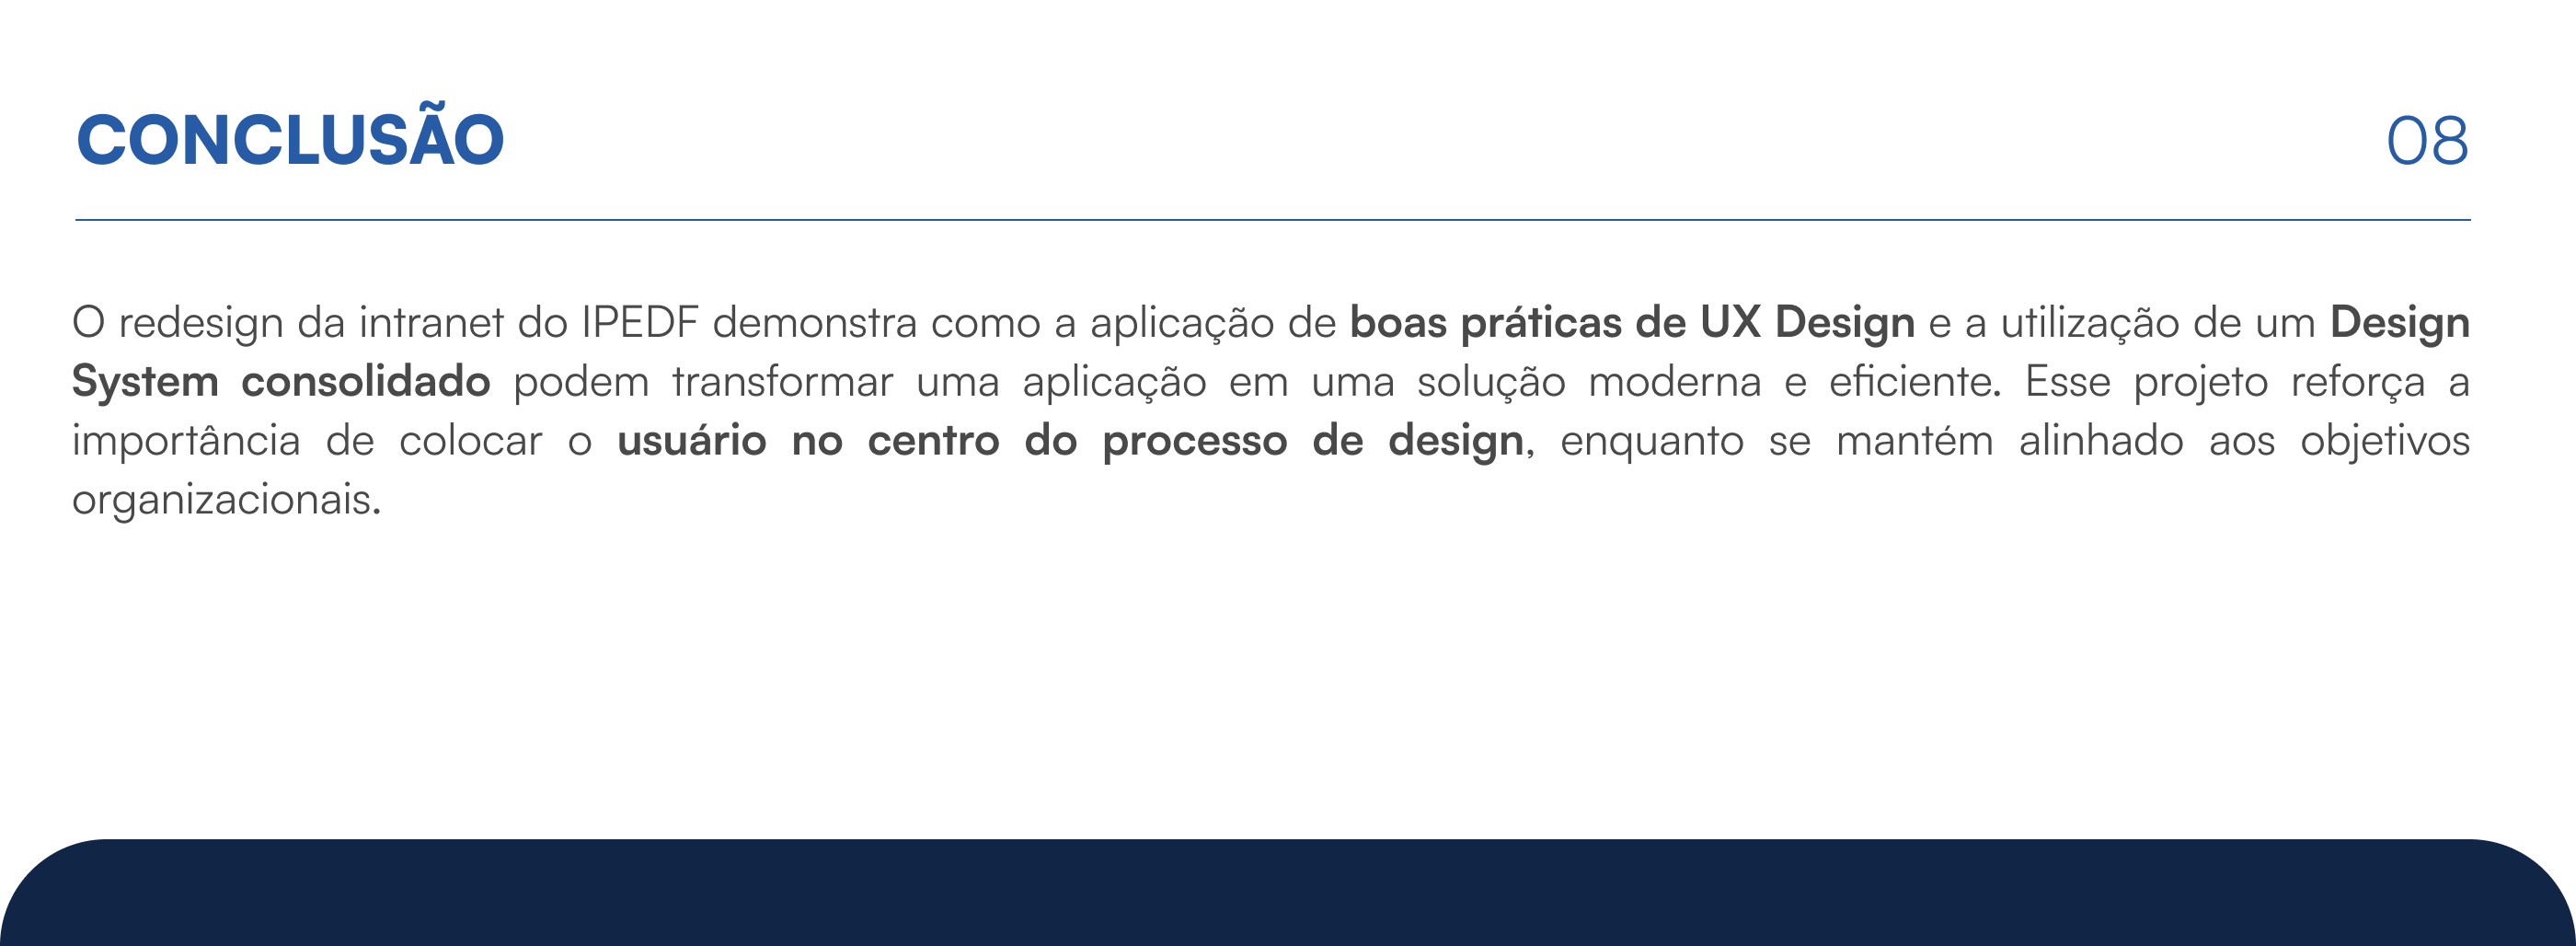 CONCLUSÃO
08
O redesign da intranet do IPEDF demonstra como a aplicação de boas práticas de UX Design e a utilização de um Design
System consolidado podem transformar uma aplicação em uma solução moderna e eficiente. Esse projeto reforça a
importância de colocar o usuário no centro do processo de design, enquanto se mantém alinhado aos objetivos
organizacionais.